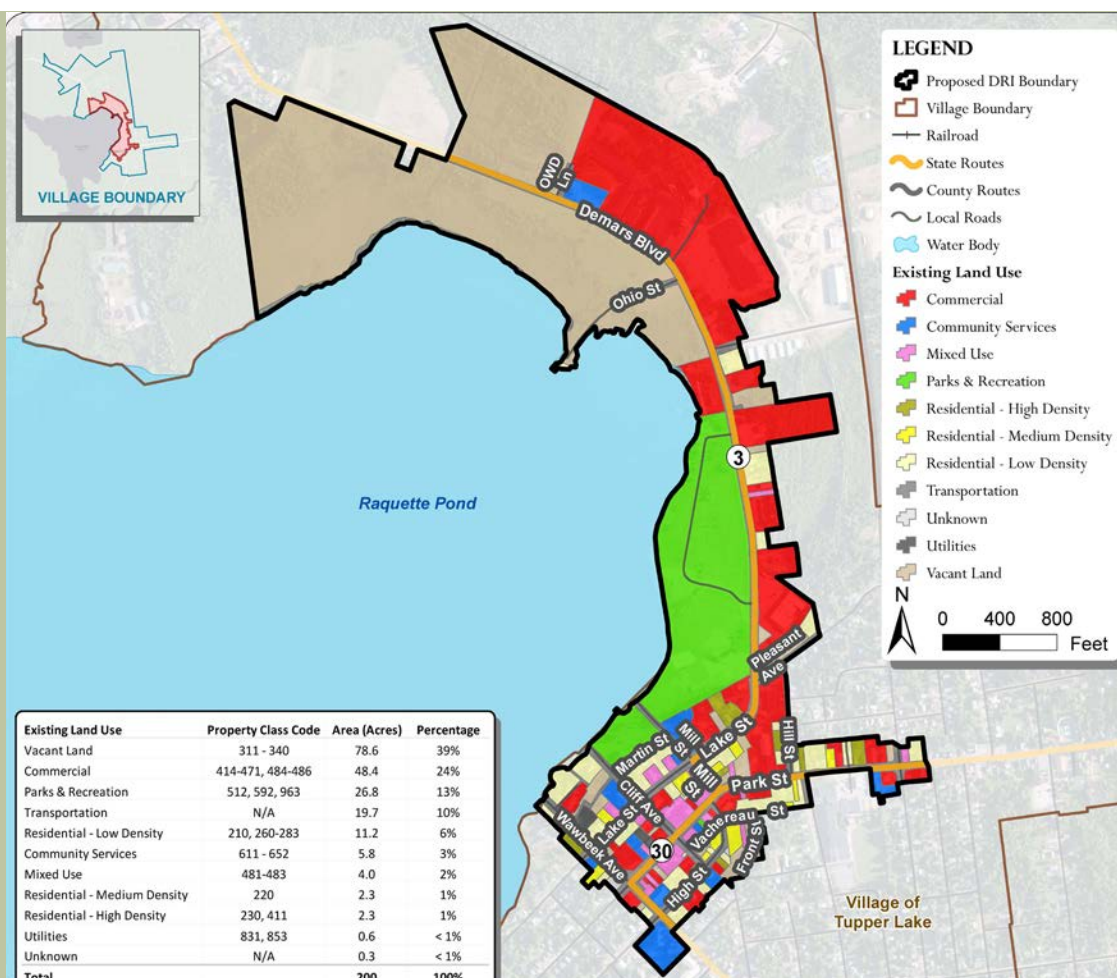 VILLAGE BOUNDARY
LEGEND
Proposed DRI Boundary
Village Boundary
Railroad
State Routes
County Routes
Local Roads
Water Body
Existing Land Use
Commercial
Community Services
Mixed Use
Parks & Recreation
Residential - High Density
Residential - Medium Density
Residential - Low Density
Transportation
Unknown
Utilities
Vacant Land
N
0 400 800
Feet
OWD
Ln
Demars Blvd
Ohio St
3
Raquette Pond
Pleasant
Ave
Hill St
Martin St
Mill
St
Lake St
Mill
St
Park St
Cliff Ave
Lake St
Wawbeek Ave
Vachereau St
Front St
30
High St
Village of
Tupper Lake
Existing Land Use Property Class Code Area (Acres) Percentage
Vacant Land 311 - 340 78.6 39%
Commercial 414-471, 484-486 48.4 24%
Parks & Recreation 512, 592, 963 26.8 13%
Transportation N/A 19.7 10%
Residential - Low Density 210, 260-283 11.2 6%
Community Services 611 - 652 5.8 3%
Mixed Use 481-483 4.0 2%
Residential - Medium Density 220 2.3 1%
Residential - High Density 230, 411 2.3 1%
Utilities 831, 853 0.6 < 1%
Unknown N/A 0.3 < 1%
Total 200 100%